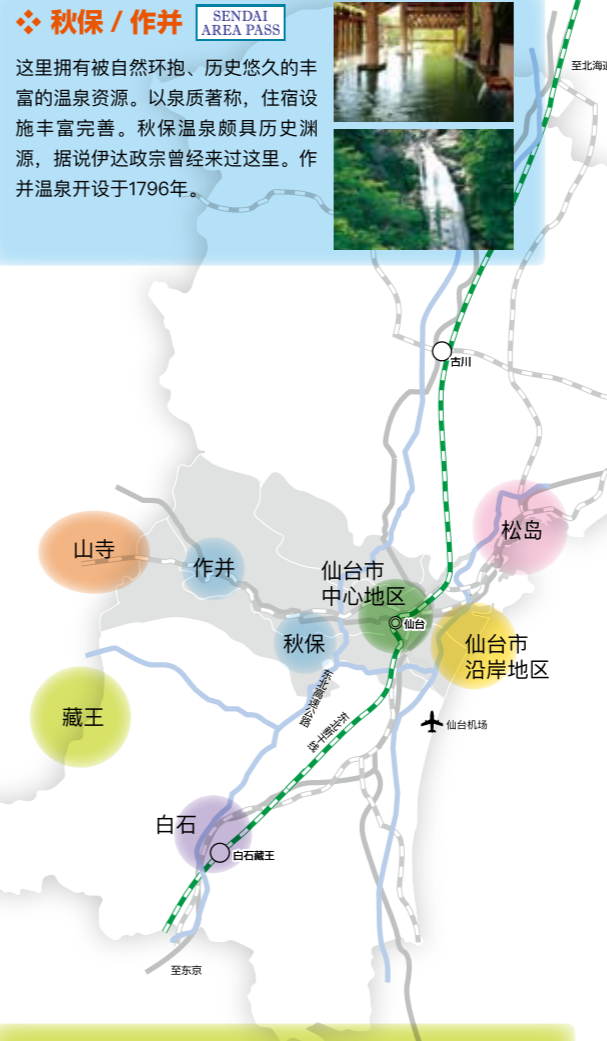 ❖ 秋保 / 作并
SENDAI
AREA PASS
这里拥有被自然环抱、历史悠久的丰
富的温泉资源。以泉质著称，住宿设
施丰富完善。秋保温泉颇具历史渊
源，据说伊达政宗曾经来过这里。作
并温泉开设于1796年。
至北海道
古川
松岛
山寺
作并
仙台市
中心地区
仙台
秋保
仙台市
沿岸地区
东北高速公路
藏王
东北新干线
仙台机场
白石
白石藏王
至东京